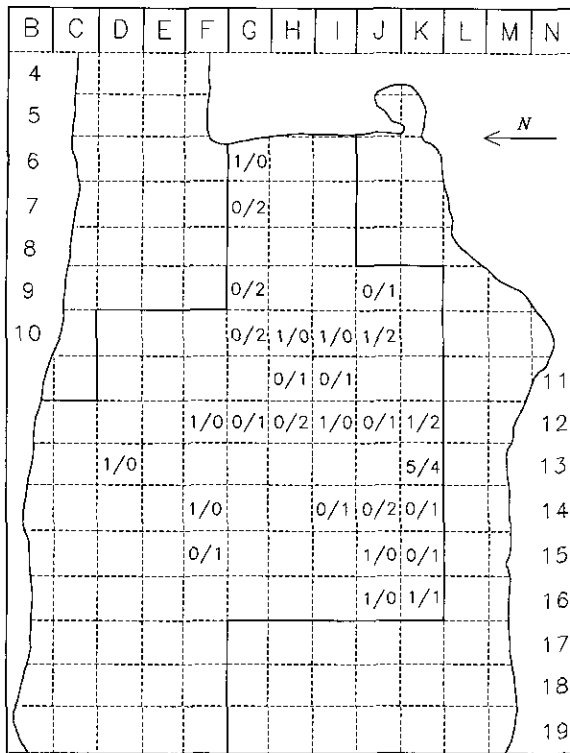 B C D E F G H I J K L M N
4
5
N
6 1/0
7 0/2
8
9 0/2 0/1
10 0/2 1/0 1/0 1/2
0/1 0/1 11
1/0 0/1 0/2 1/0 0/1 1/2 12
1/0 5/4 13
1/0 0/1 0/2 0/1 14
0/1 1/0 0/1 15
1/0 1/1 16
17
18
19